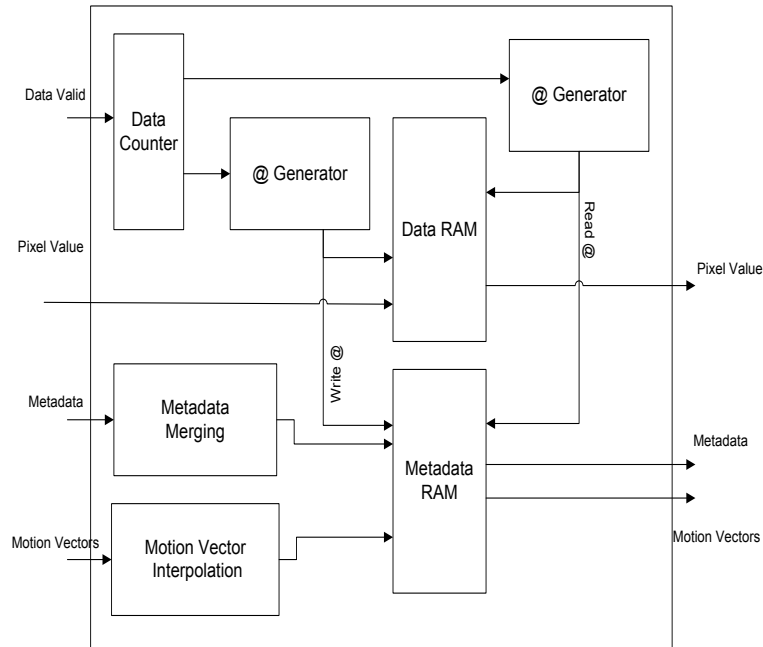 Data Valid
Data
Counter
@ Generator
@ Generator
Pixel Value
Data RAM
Read @
Pixel Value
Write @
Metadata
Metadata
Merging
Metadata
RAM
Metadata
Motion Vectors
Motion Vector
Interpolation
Motion Vectors